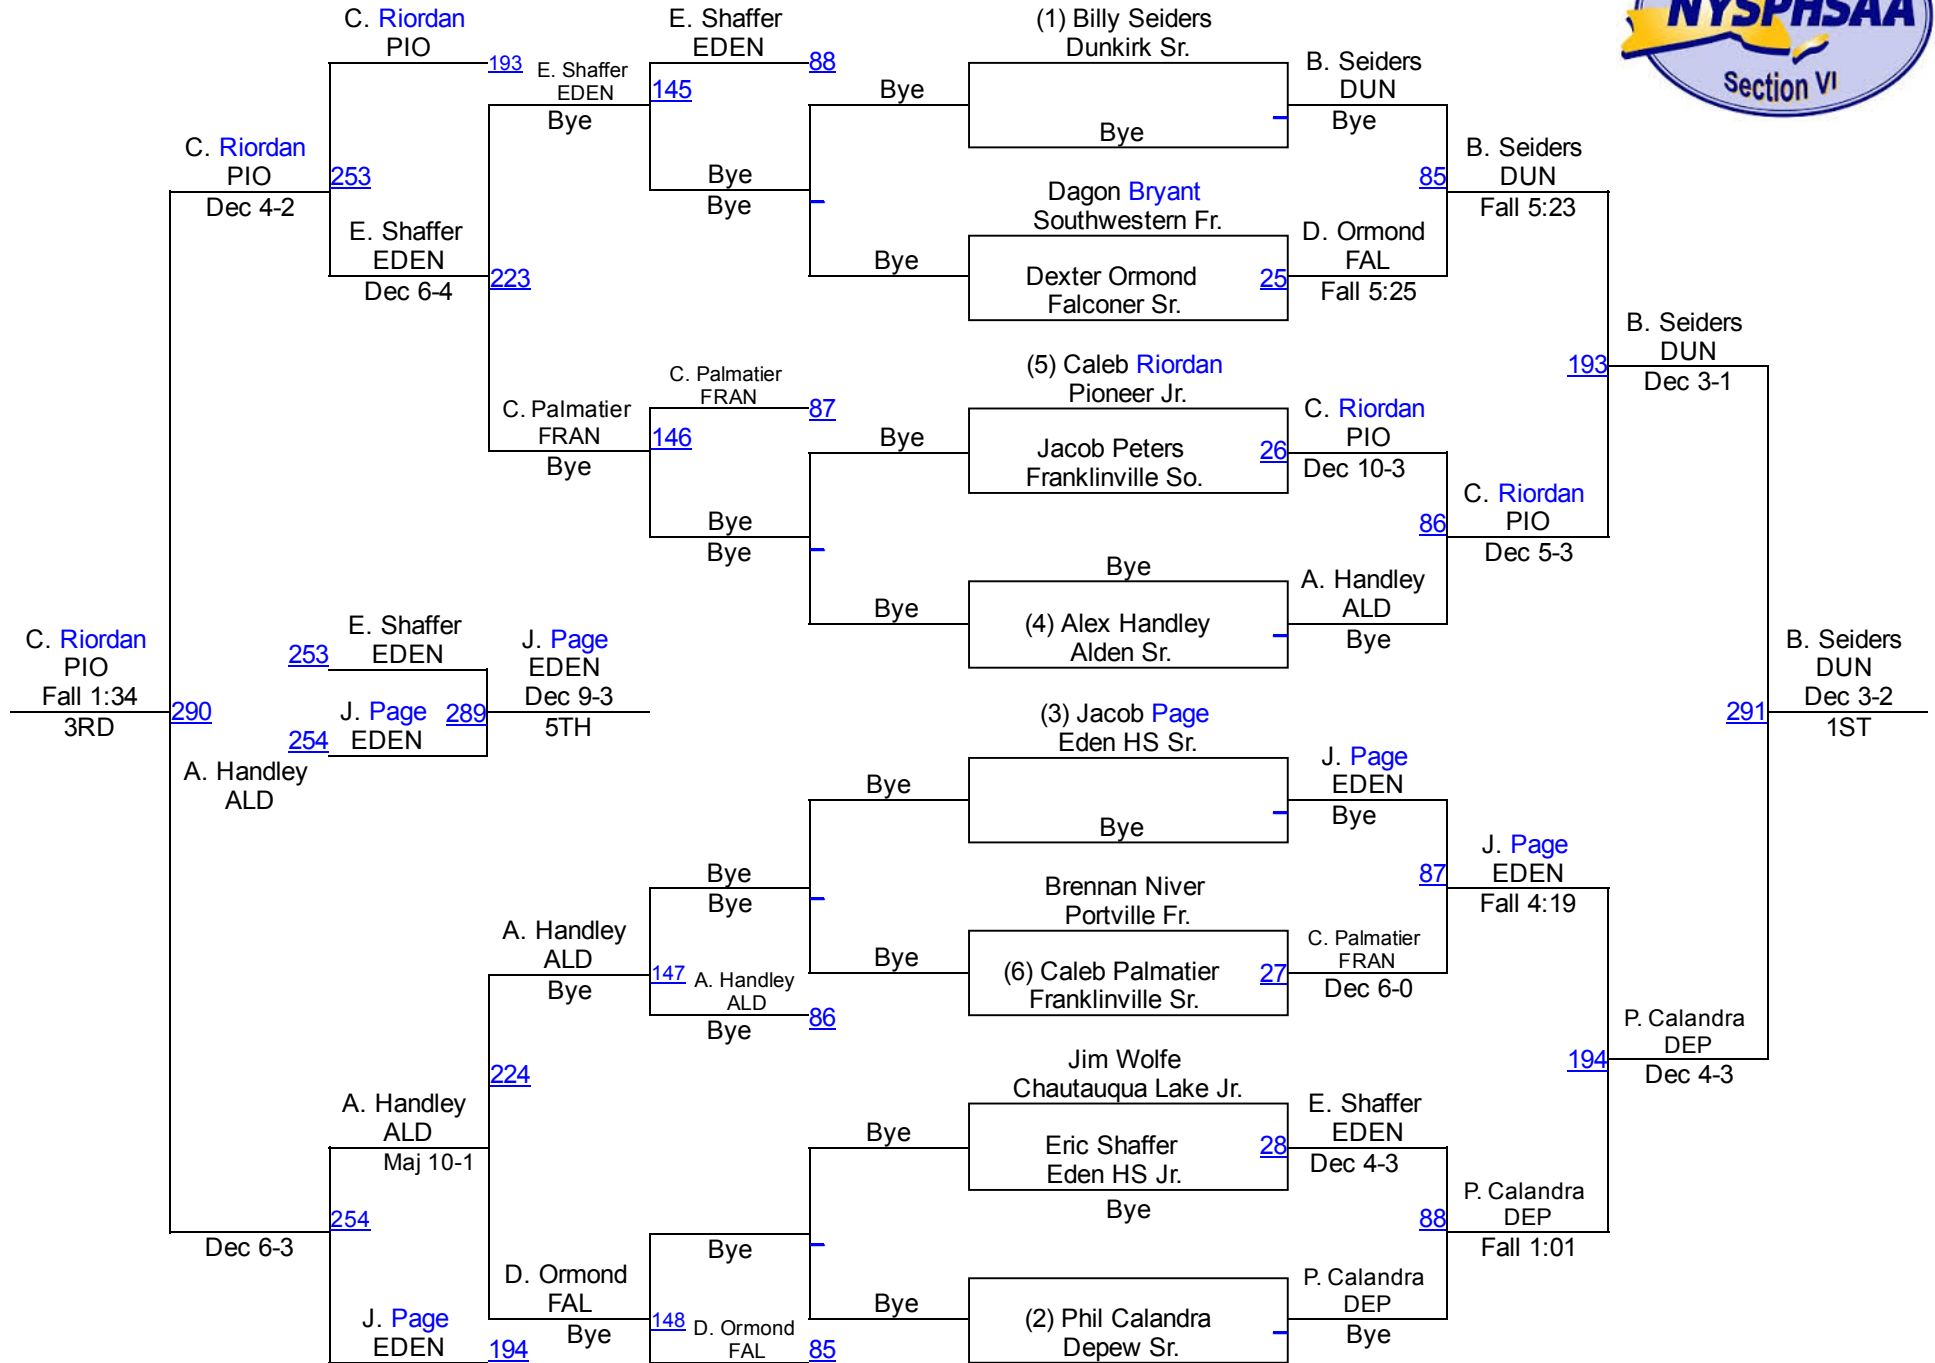 NYSPHSAA
Section VI
C. Riordan
PIO
193
E. Shaffer
EDEN
Bye
E. Shaffer
EDEN
88
145
Bye
Bye
C. Riordan
PIO
Dec 4-2
253
E. Shaffer
EDEN
Dec 6-4
223
C. Palmatier
FRAN
Bye
C. Palmatier
FRAN
87
146
Bye
Bye
Bye
Bye
Bye
Bye
(1) Billy Seiders
Dunkirk Sr.
Bye
B. Seiders
DUN
Bye
Dagon Bryant
Southwestern Fr.
Dexter Ormond
Falconer Sr.
25
D. Ormond
FAL
Fall 5:25
85
B. Seiders
DUN
Fall 5:23
(5) Caleb Riordan
Pioneer Jr.
Jacob Peters
Franklinville So.
26
C. Riordan
PIO
Dec 10-3
Bye
(4) Alex Handley
Alden Sr.
A. Handley
ALD
Bye
86
C. Riordan
PIO
Dec 5-3
193
B. Seiders
DUN
Dec 3-1
C. Riordan
PIO
Fall 1:34
3RD
290
A. Handley
ALD
253
E. Shaffer
EDEN
254
J. Page
EDEN
289
J. Page
EDEN
Dec 9-3
5TH
291
B. Seiders
DUN
Dec 3-2
1ST
(3) Jacob Page
Eden HS Sr.
Bye
J. Page
EDEN
Bye
Brennan Niver
Portville Fr.
(6) Caleb Palmatier
Franklinville Sr.
27
C. Palmatier
FRAN
Dec 6-0
87
J. Page
EDEN
Fall 4:19
Bye
Bye
Bye
Bye
A. Handley
ALD
Bye
147
A. Handley
ALD
Bye
86
224
A. Handley
ALD
Maj 10-1
254
Dec 6-3
J. Page
EDEN
194
D. Ormond
FAL
Bye
148
D. Ormond
FAL
85
Bye
Bye
Bye
Jim Wolfe
Chautauqua Lake Jr.
Eric Shaffer
Eden HS Jr.
28
E. Shaffer
EDEN
Dec 4-3
Bye
(2) Phil Calandra
Depew Sr.
P. Calandra
DEP
Bye
88
P. Calandra
DEP
Fall 1:01
194
P. Calandra
DEP
Dec 4-3